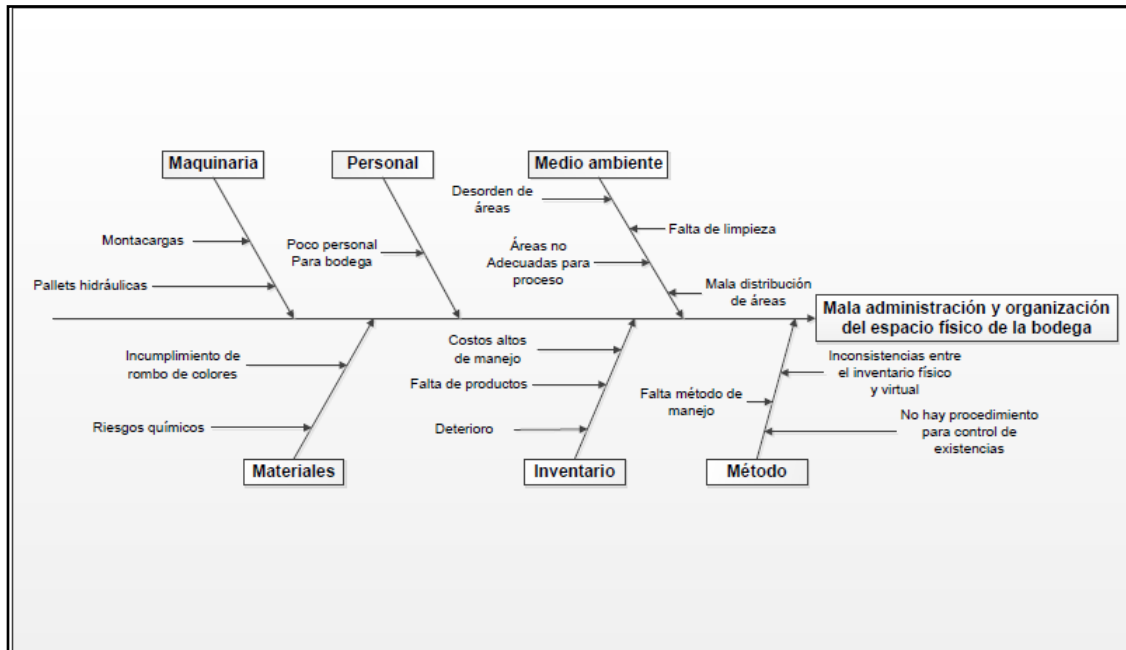 Maquinaria
Personal
Medio ambiente
Desorden de
áreas
Montacargas
Poco personal
Para bodega
Falta de limpieza
Áreas no
Adecuadas para
proceso
Pallets hidráulicas
Mala distribución
de áreas
Mala administración y organización
del espacio físico de la bodega
Incumplimiento de
rombo de colores
Costos altos
de manejo
Inconsistencias entre
el inventario físico
y virtual
Falta de productos
Falta método de
manejo
Riesgos químicos
Deterioro
No hay procedimiento
para control de
existencias
Materiales
Inventario
Método